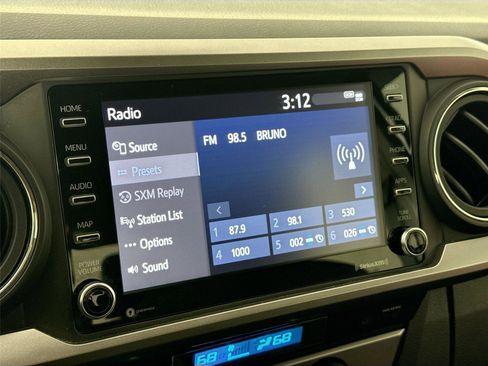 Radio
3:12
HOME
MENU
AUDIO
MAP
POWER
VOLUME
Source
Presets
SXM Replay
Station List
Options
Sound
FM 98.5 BRUNO
1 87.9
2 98.1
3 530
4 1000
5 002
6 026
PHONE
APPS
TUNE
SCROLL
SiriusXM
68
68